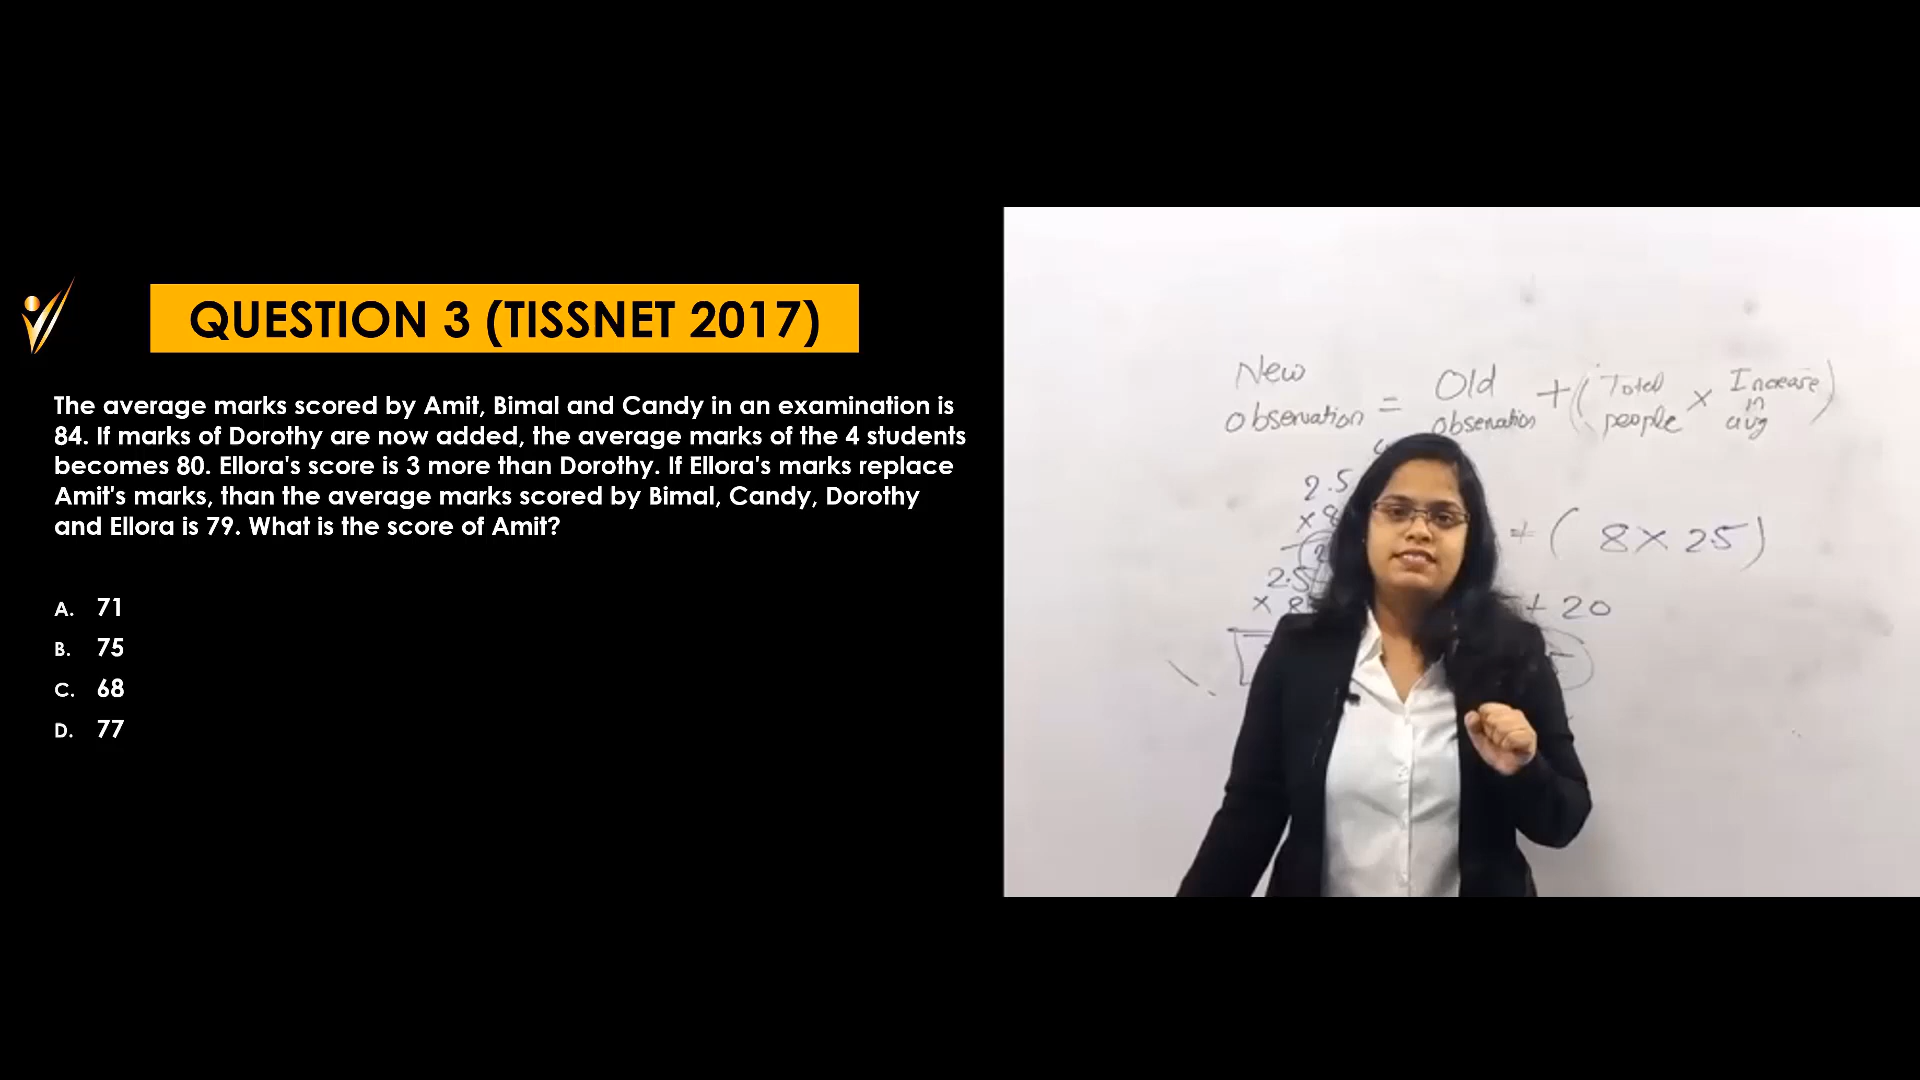 QUESTION 3 (TISSNET 2017)
The average marks scored by Amit, Bimal and Candy in an examination is
84. If marks of Dorothy are now added, the average marks of the 4 students
becomes 80. Ellora's score is 3 more than Dorothy. If Ellora's marks replace
Amit's marks, than the average marks scored by Bimal, Candy, Dorothy
and Ellora is 79. What is the score of Amit?
A. 71
B. 75
C. 68
D. 77
New Old Total Increase
observation = observation + ( people × in avg )
2.5
× 8
+ ( 8 × 2.5 )
2.5
× 8 + 20